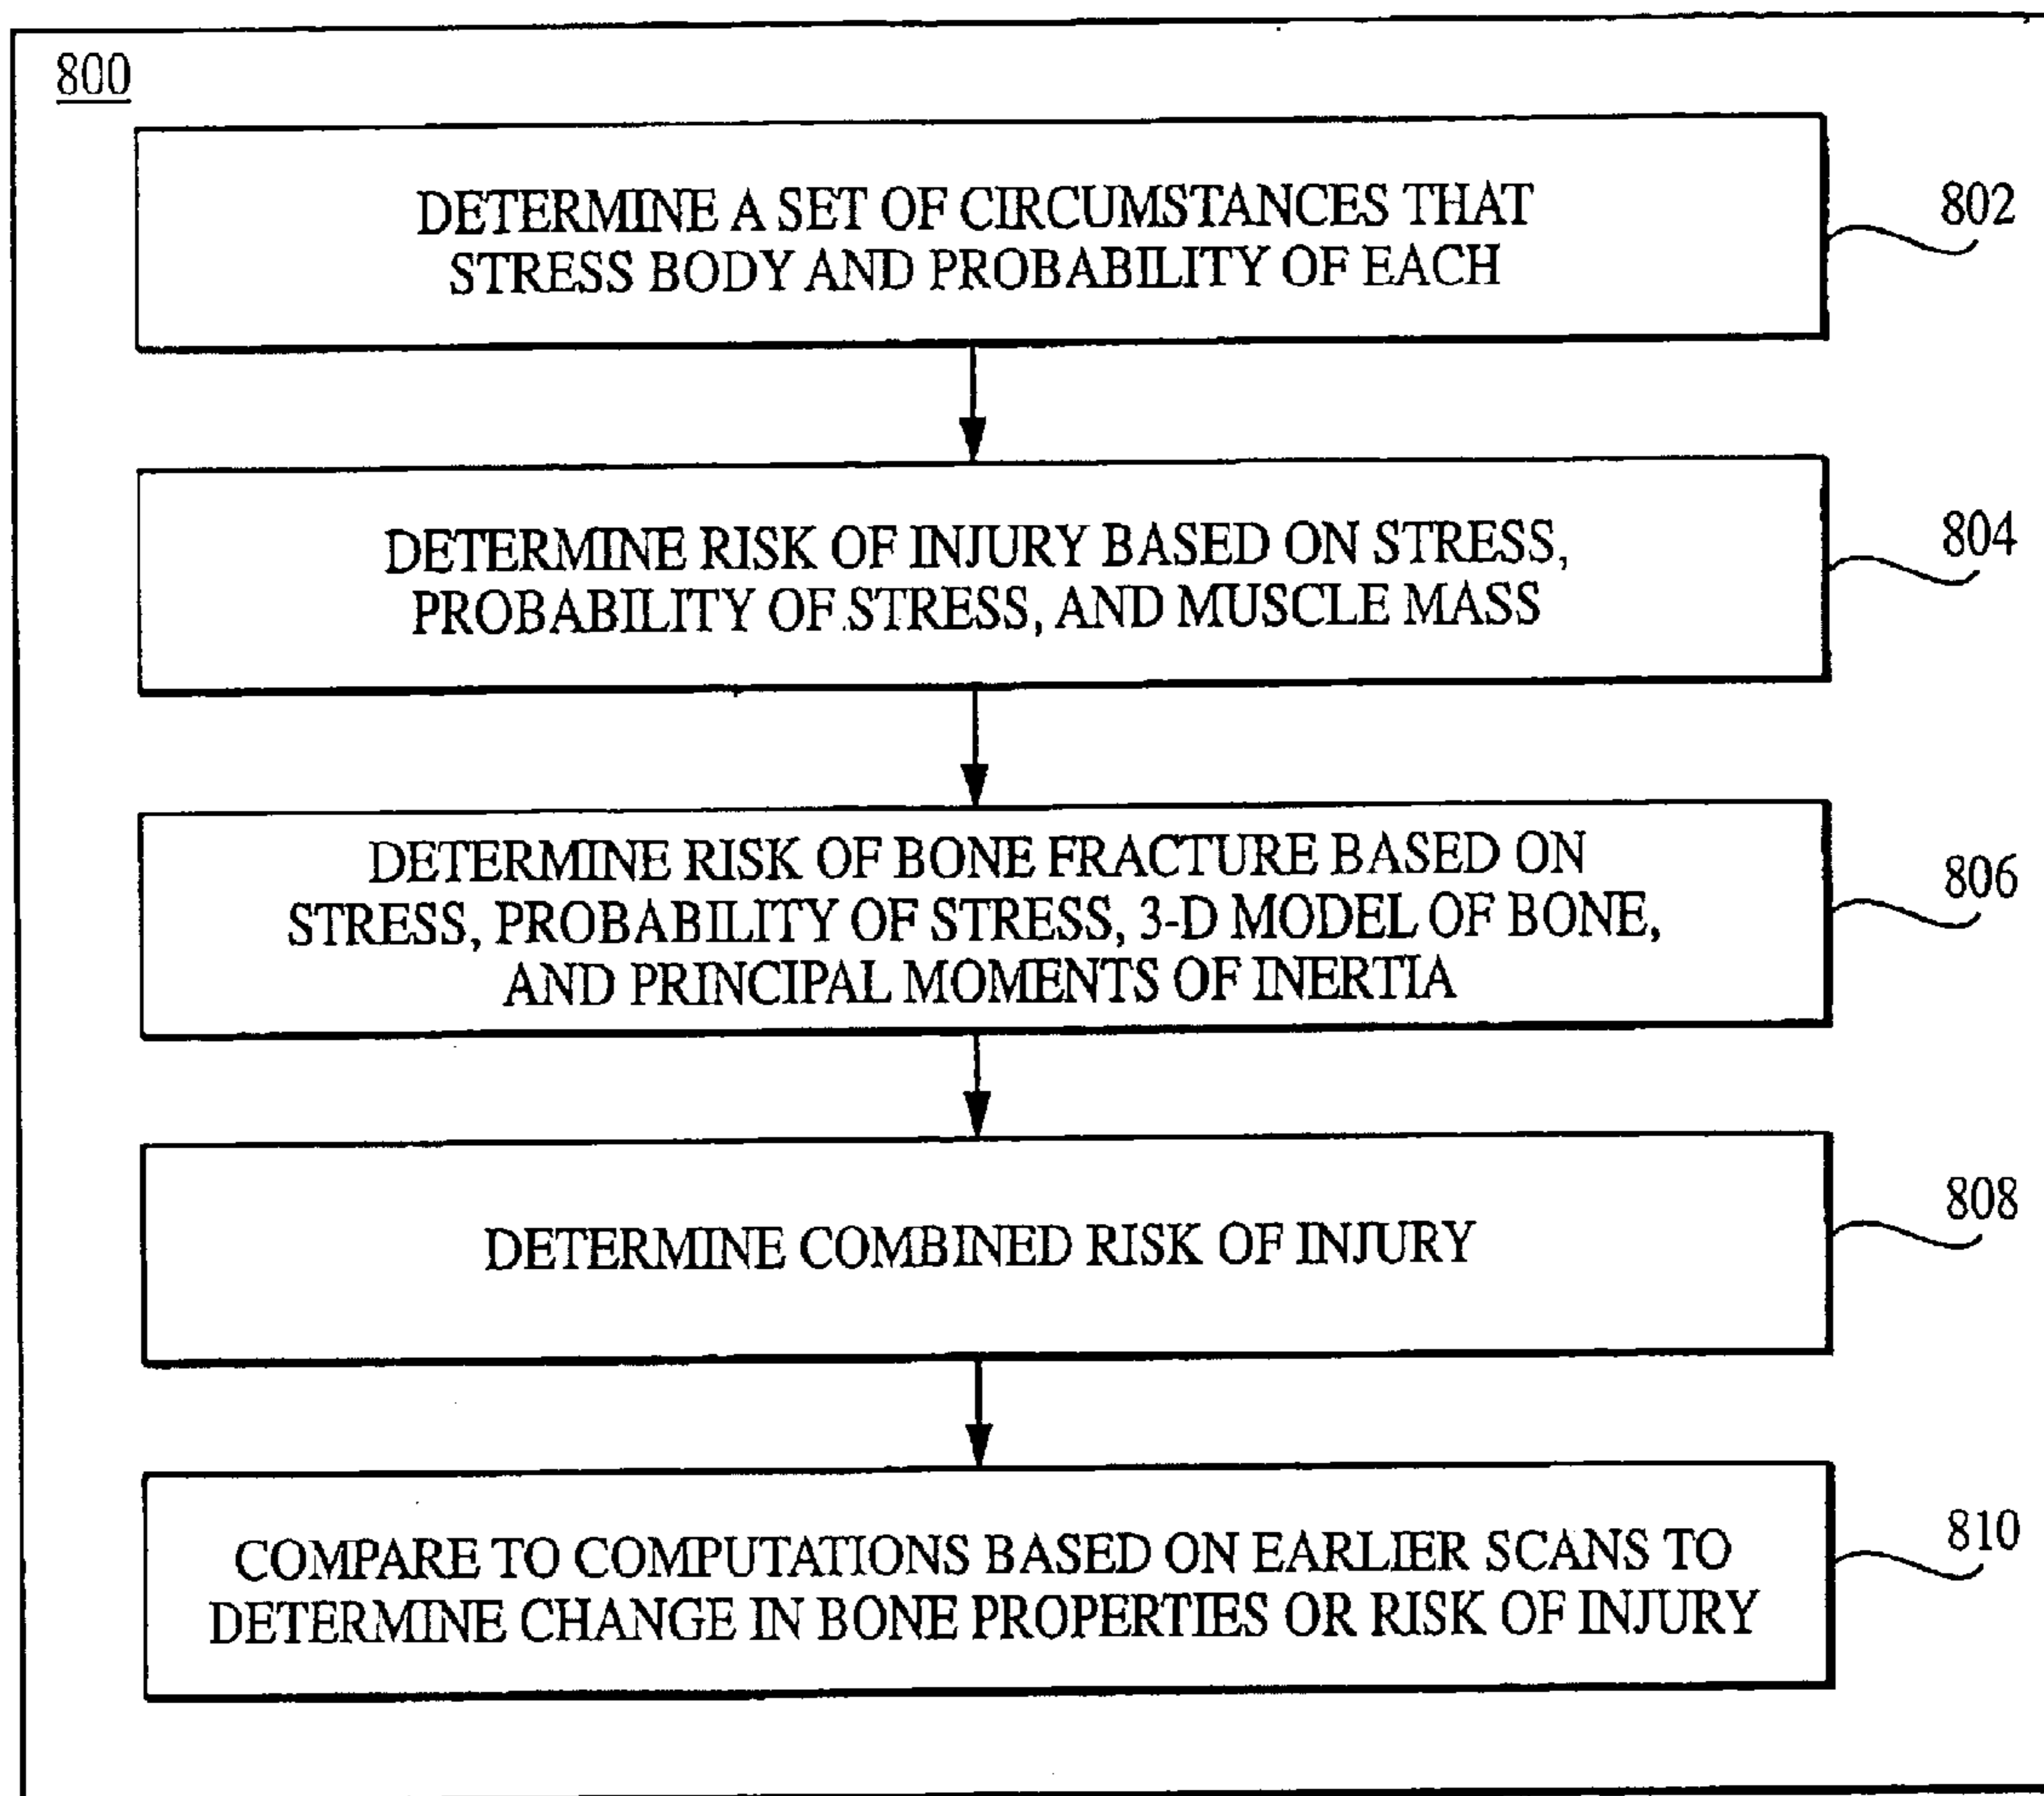 800
DETERMINE A SET OF CIRCUMSTANCES THAT
STRESS BODY AND PROBABILITY OF EACH
802
DETERMINE RISK OF INJURY BASED ON STRESS,
PROBABILITY OF STRESS, AND MUSCLE MASS
804
DETERMINE RISK OF BONE FRACTURE BASED ON
STRESS, PROBABILITY OF STRESS, 3-D MODEL OF BONE,
AND PRINCIPAL MOMENTS OF INERTIA
806
DETERMINE COMBINED RISK OF INJURY
808
COMPARE TO COMPUTATIONS BASED ON EARLIER SCANS TO
DETERMINE CHANGE IN BONE PROPERTIES OR RISK OF INJURY
810